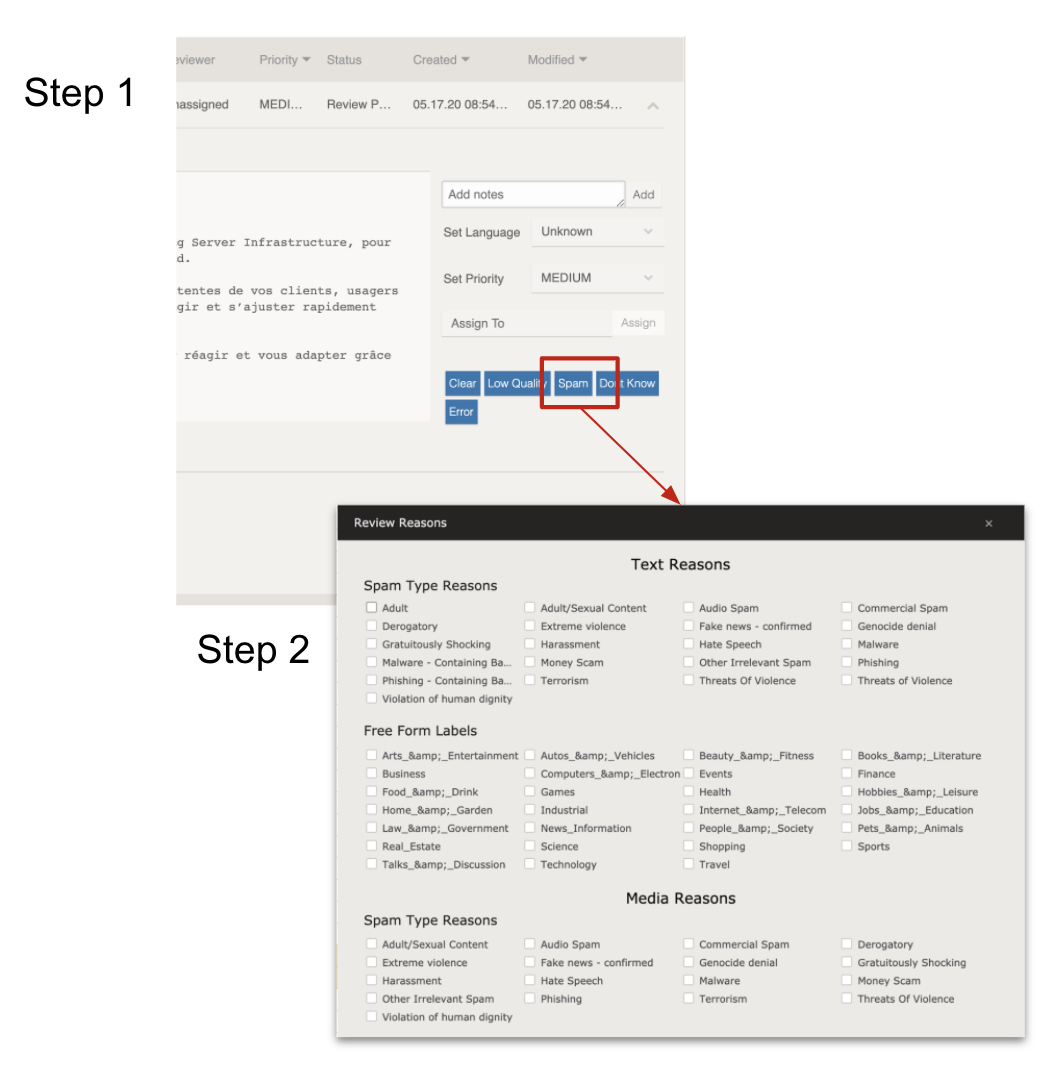 Step 1
eviewer Priority Status Created Modified
nassigned MEDI... Review P... 05.17.20 08:54... 05.17.20 08:54...
Add notes Add
g Server Infrastructure, pour
d.
Set Language Unknown
tentes de vos clients, usagers
gir et s’ajuster rapidement
Set Priority MEDIUM
Assign To Assign
réagir et vous adapter grâce
Clear Low Quality Spam Dont Know
Error
Step 2
Review Reasons ×
Text Reasons
Spam Type Reasons
Adult Adult/Sexual Content Audio Spam Commercial Spam
Derogatory Extreme violence Fake news - confirmed Genocide denial
Gratuitously Shocking Harassment Hate Speech Malware
Malware - Containing Ba... Money Scam Other Irrelevant Spam Phishing
Phishing - Containing Ba... Terrorism Threats Of Violence Threats of Violence
Violation of human dignity
Free Form Labels
Arts_&amp;_Entertainment Autos_&amp;_Vehicles Beauty_&amp;_Fitness Books_&amp;_Literature
Business Computers_&amp;_Electron Events Finance
Food_&amp;_Drink Games Health Hobbies_&amp;_Leisure
Home_&amp;_Garden Industrial Internet_&amp;_Telecom Jobs_&amp;_Education
Law_&amp;_Government News_Information People_&amp;_Society Pets_&amp;_Animals
Real_Estate Science Shopping Sports
Talks_&amp;_Discussion Technology Travel
Media Reasons
Spam Type Reasons
Adult/Sexual Content Audio Spam Commercial Spam Derogatory
Extreme violence Fake news - confirmed Genocide denial Gratuitously Shocking
Harassment Hate Speech Malware Money Scam
Other Irrelevant Spam Phishing Terrorism Threats Of Violence
Violation of human dignity